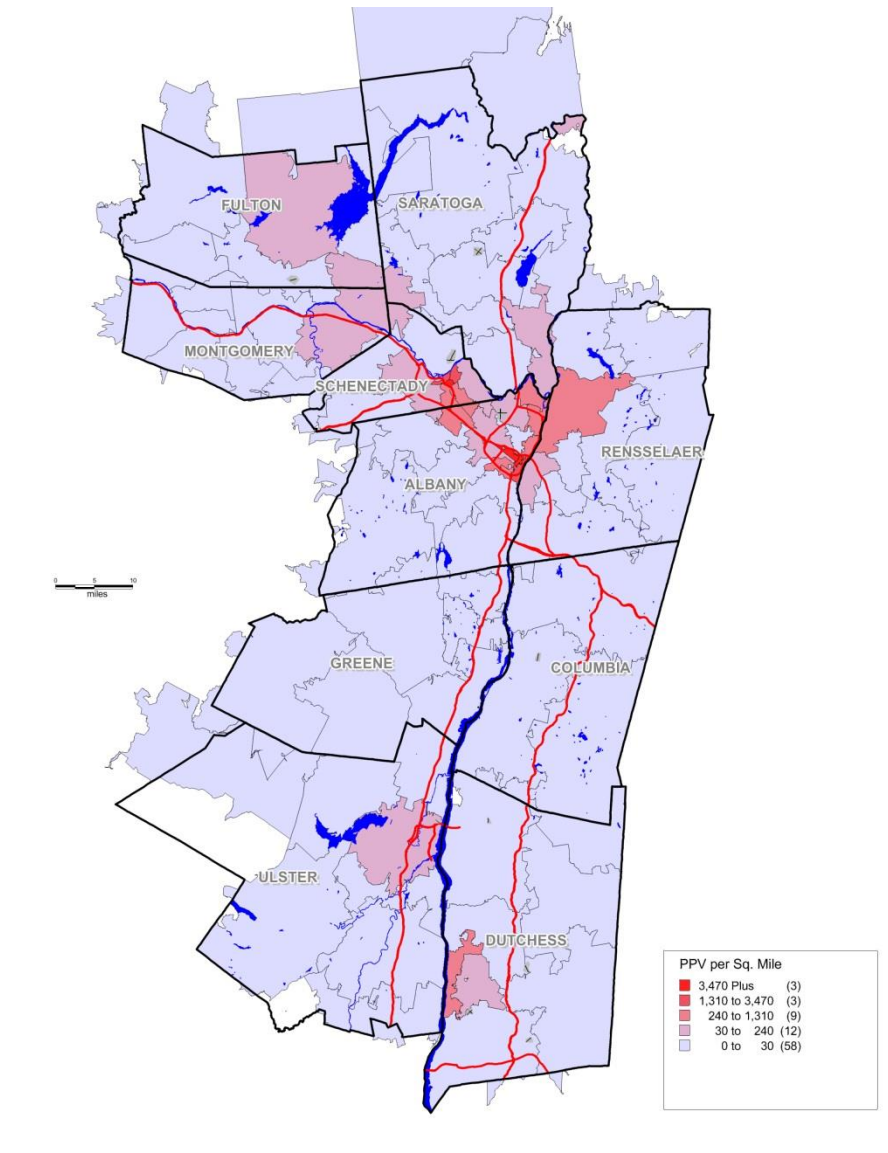 FULTON
SARATOGA
MONTGOMERY
SCHENECTADY
RENSSELAER
ALBANY
0 5 10
miles
GREENE
COLUMBIA
ULSTER
DUTCHESS
PPV per Sq. Mile
3,470 Plus (3)
1,310 to 3,470 (3)
240 to 1,310 (9)
30 to 240 (12)
0 to 30 (58)